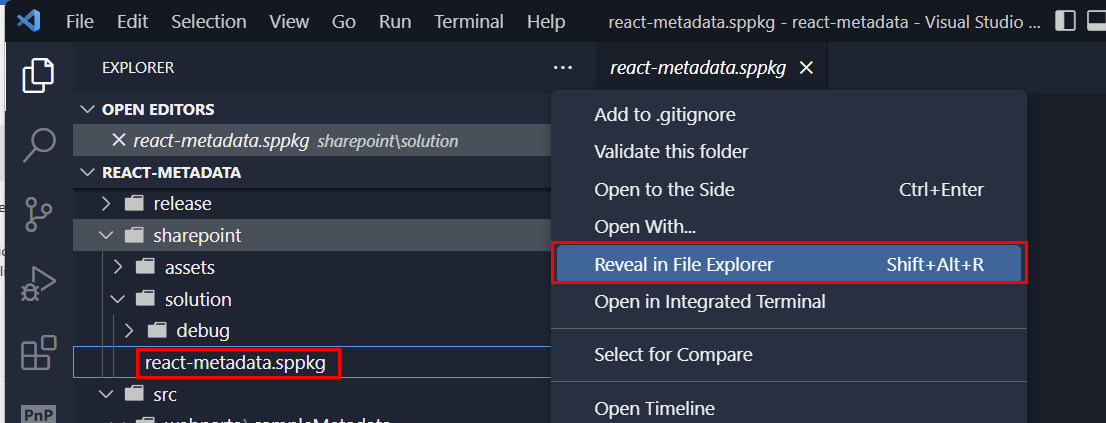 File Edit Selection View Go Run Terminal Help react-metadata.sppkg - react-metadata - Visual Studio ...
EXPLORER ...
react-metadata.sppkg
OPEN EDITORS
react-metadata.sppkg sharepoint\solution
REACT-METADATA
release
sharepoint
assets
solution
debug
react-metadata.sppkg
src
webparts\sampleMetadata
PnP
Add to .gitignore
Validate this folder
Open to the Side Ctrl+Enter
Open With...
Reveal in File Explorer Shift+Alt+R
Open in Integrated Terminal
Select for Compare
Open Timeline